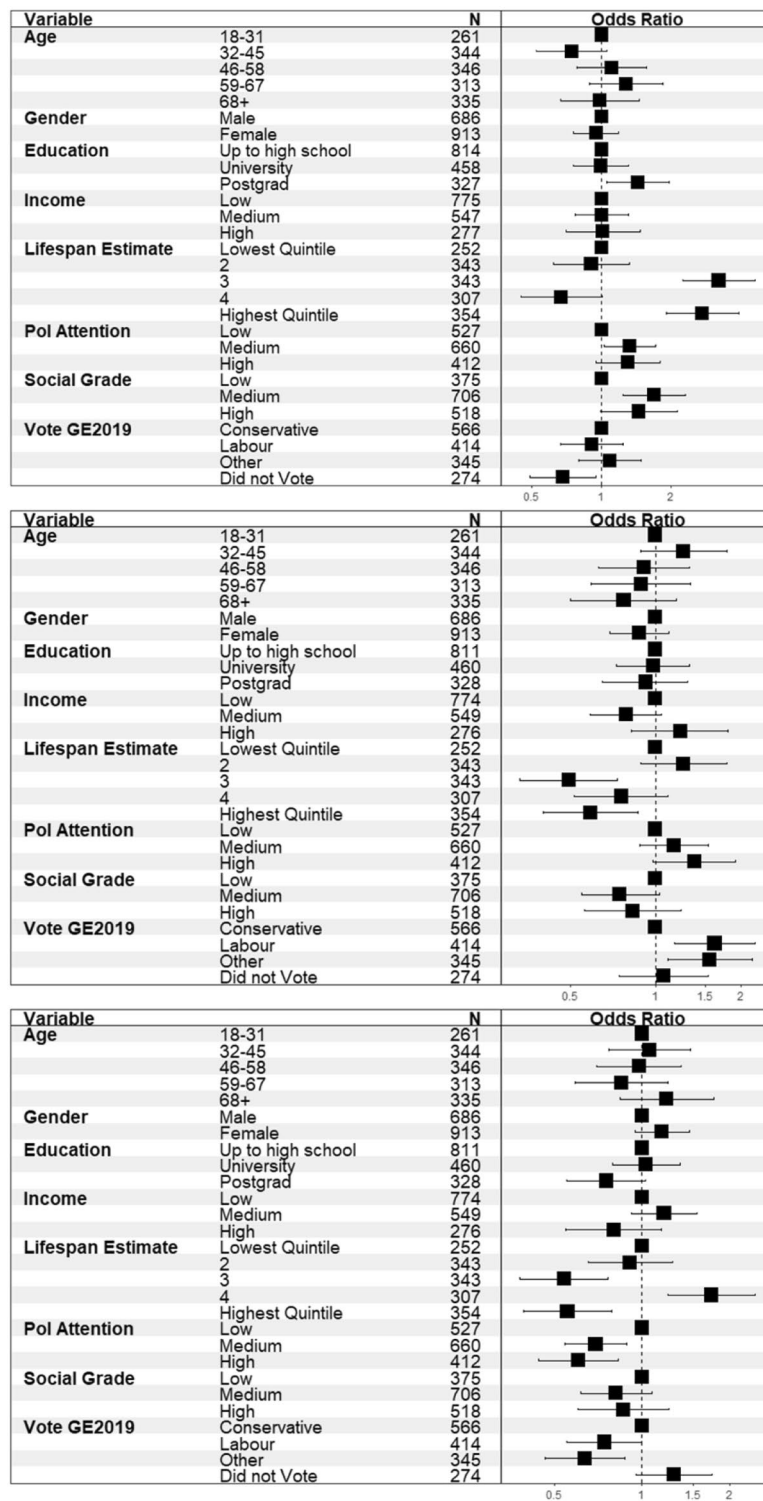 Variable N Odds Ratio
Age 18-31 261
32-45 344
46-58 346
59-67 313
68+ 335
Gender Male 686
Female 913
Education Up to high school 814
University 458
Postgrad 327
Income Low 775
Medium 547
High 277
Lifespan Estimate Lowest Quintile 252
2 343
3 343
4 307
Highest Quintile 354
Pol Attention Low 527
Medium 660
High 412
Social Grade Low 375
Medium 706
High 518
Vote GE2019 Conservative 566
Labour 414
Other 345
Did not Vote 274
0.5 1 2
Variable N Odds Ratio
Age 18-31 261
32-45 344
46-58 346
59-67 313
68+ 335
Gender Male 686
Female 913
Education Up to high school 811
University 460
Postgrad 328
Income Low 774
Medium 549
High 276
Lifespan Estimate Lowest Quintile 252
2 343
3 343
4 307
Highest Quintile 354
Pol Attention Low 527
Medium 660
High 412
Social Grade Low 375
Medium 706
High 518
Vote GE2019 Conservative 566
Labour 414
Other 345
Did not Vote 274
0.5 1 1.5 2
Variable N Odds Ratio
Age 18-31 261
32-45 344
46-58 346
59-67 313
68+ 335
Gender Male 686
Female 913
Education Up to high school 811
University 460
Postgrad 328
Income Low 774
Medium 549
High 276
Lifespan Estimate Lowest Quintile 252
2 343
3 343
4 307
Highest Quintile 354
Pol Attention Low 527
Medium 660
High 412
Social Grade Low 375
Medium 706
High 518
Vote GE2019 Conservative 566
Labour 414
Other 345
Did not Vote 274
0.5 1 1.5 2